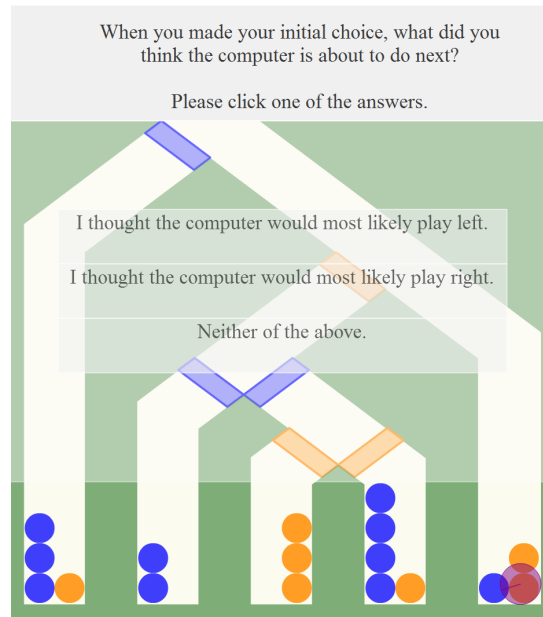 When you made your initial choice, what did you
think the computer is about to do next?
Please click one of the answers.
I thought the computer would most likely play left.
I thought the computer would most likely play right.
Neither of the above.